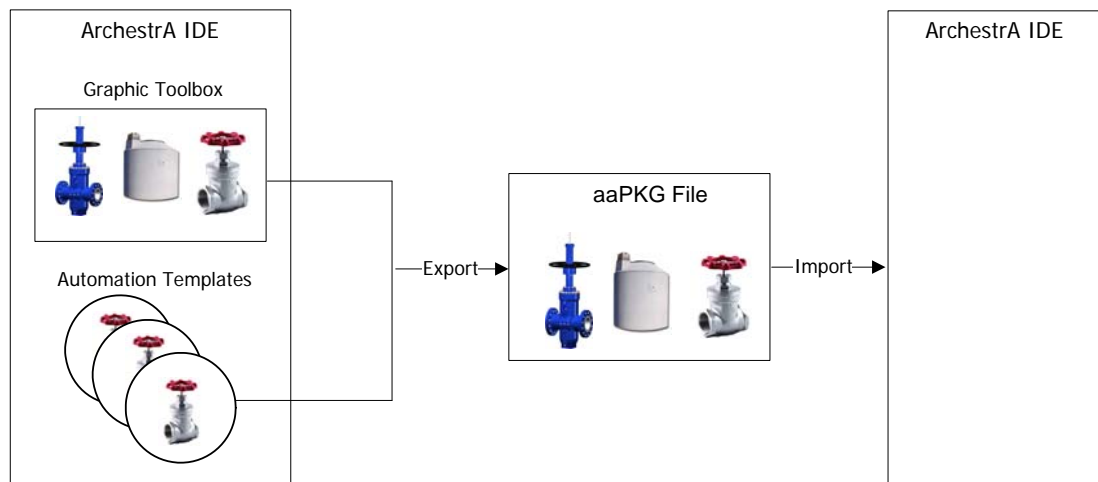 ArchestrA IDE
Graphic Toolbox
Automation Templates
Export
aaPKG File
Import
ArchestrA IDE